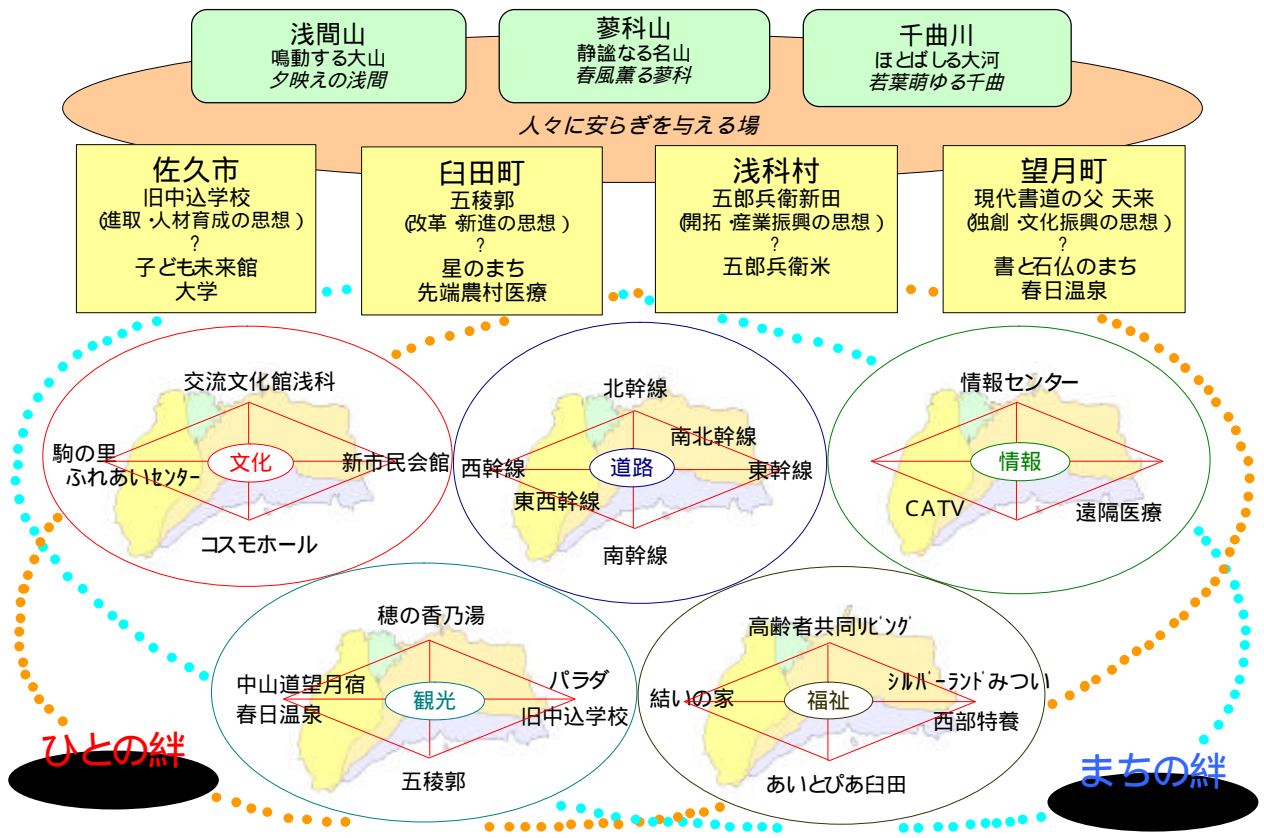 浅間山
鳴動する大山
夕映えの浅間
蓼科山
静謐なる名山
春風薫る蓼科
千曲川
ほとばしる大河
若葉萌ゆる千曲
人々に安らぎを与える場
佐久市
旧中込学校
(進取・人材育成の思想)
?
子ども未来館
大学
臼田町
五稜郭
(改革・新進の思想)
?
星のまち
先端農村医療
浅科村
五郎兵衛新田
(開拓・産業振興の思想)
?
五郎兵衛米
望月町
現代書道の父 天来
(独創・文化振興の思想)
?
書と石仏のまち
春日温泉
交流文化館浅科
駒の里
ふれあいセンター
文化
新市民会館
コスモホール
北幹線
南北幹線
西幹線
道路
東幹線
東西幹線
南幹線
情報センター
情報
CATV
遠隔医療
穂の香乃湯
中山道望月宿
春日温泉
観光
パラダ
旧中込学校
五稜郭
高齢者共同リビング
シルバーランドみつい
結いの家
福祉
西部特養
あいとぴあ臼田
ひとの絆
まちの絆